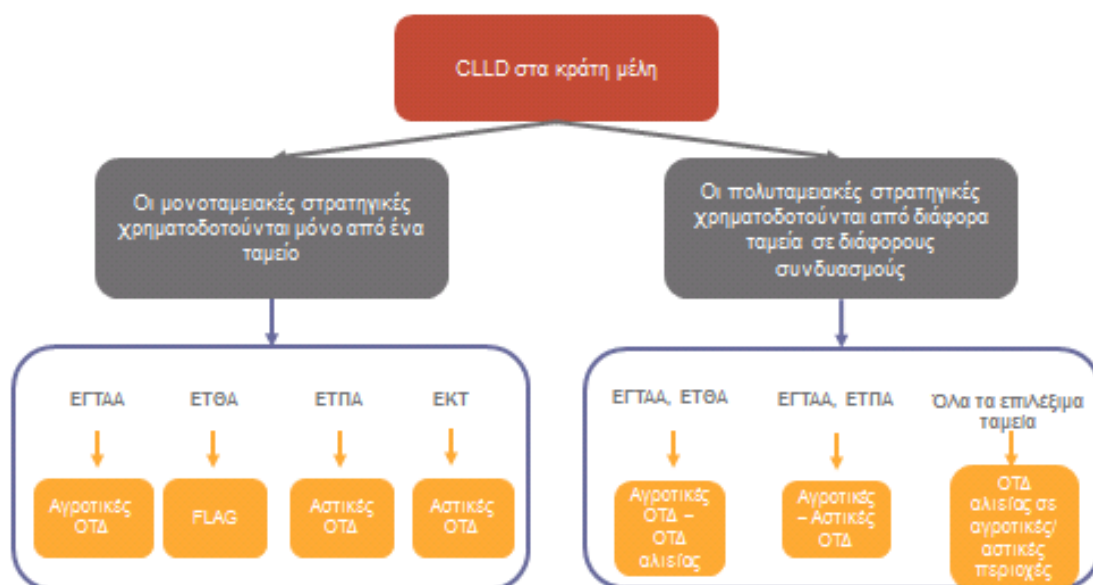 CLLD στα κράτη μέλη
Οι μονοταμειακές στρατηγικές
χρηματοδοτούνται μόνο από ένα
ταμείο
Οι πολυταμειακές στρατηγικές
χρηματοδοτούνται από διάφορα
ταμεία σε διάφορους
συνδυασμούς
ΕΓΤΑΑ
ΕΤΘΑ
ΕΤΠΑ
ΕΚΤ
Αγροτικές
ΟΤΔ
FLAG
Αστικές
ΟΤΔ
Αστικές
ΟΤΔ
ΕΓΤΑΑ, ΕΤΘΑ
ΕΓΤΑΑ, ΕΤΠΑ
Όλα τα επιλέξιμα
ταμεία
Αγροτικές
ΟΤΔ –
ΟΤΔ
αλιείας
Αγροτικές
– Αστικές
ΟΤΔ
ΟΤΔ
αλιείας σε
αγροτικές/
αστικές
περιοχές